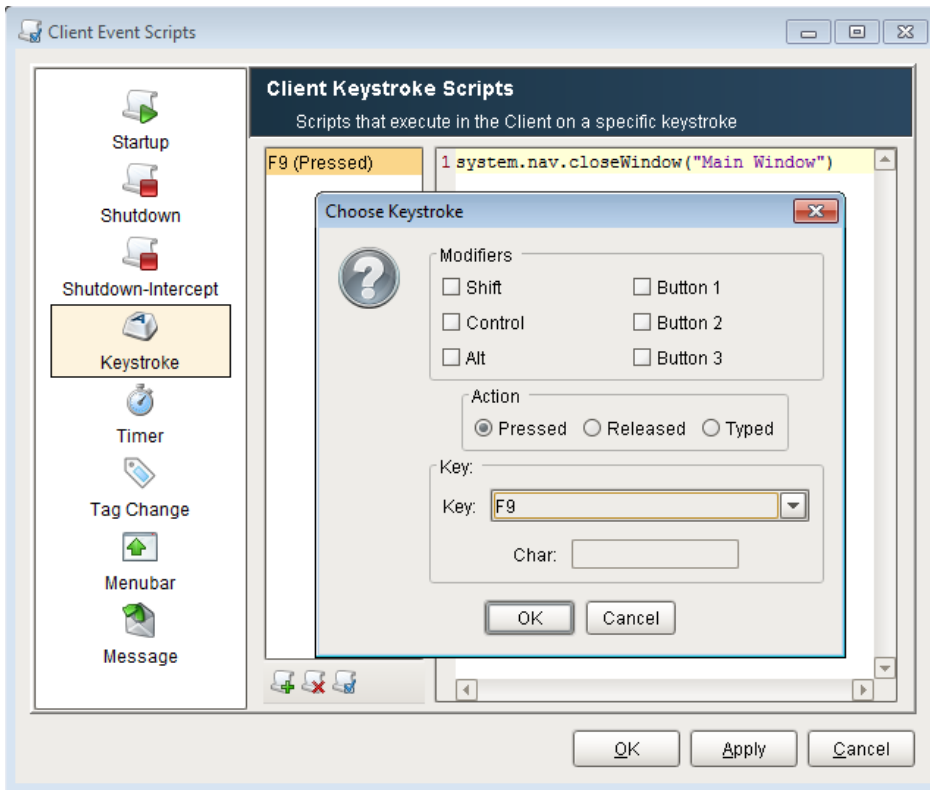 Client Event Scripts
Startup
Shutdown
Shutdown-Intercept
Keystroke
Timer
Tag Change
Menubar
Message
Client Keystroke Scripts
Scripts that execute in the Client on a specific keystroke
F9 (Pressed)
1 system.nav.closeWindow("Main Window")
Choose Keystroke
Modifiers
Shift Button 1
Control Button 2
Alt Button 3
Action
Pressed Released Typed
Key:
Key: F9
Char:
OK Cancel
OK Apply Cancel